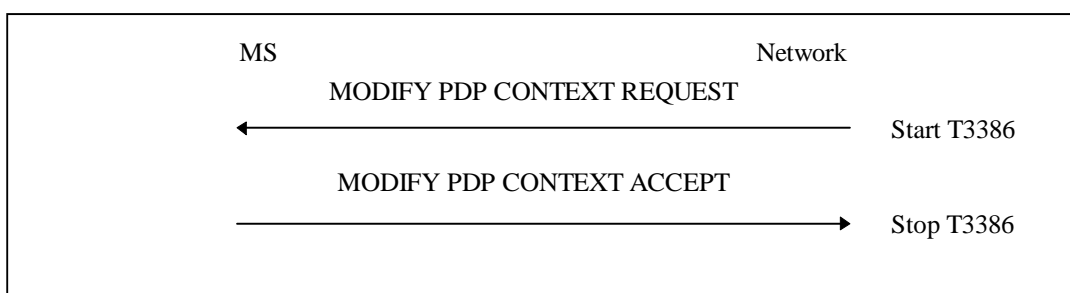 MS Network
MODIFY PDP CONTEXT REQUEST
Start T3386
MODIFY PDP CONTEXT ACCEPT
Stop T3386